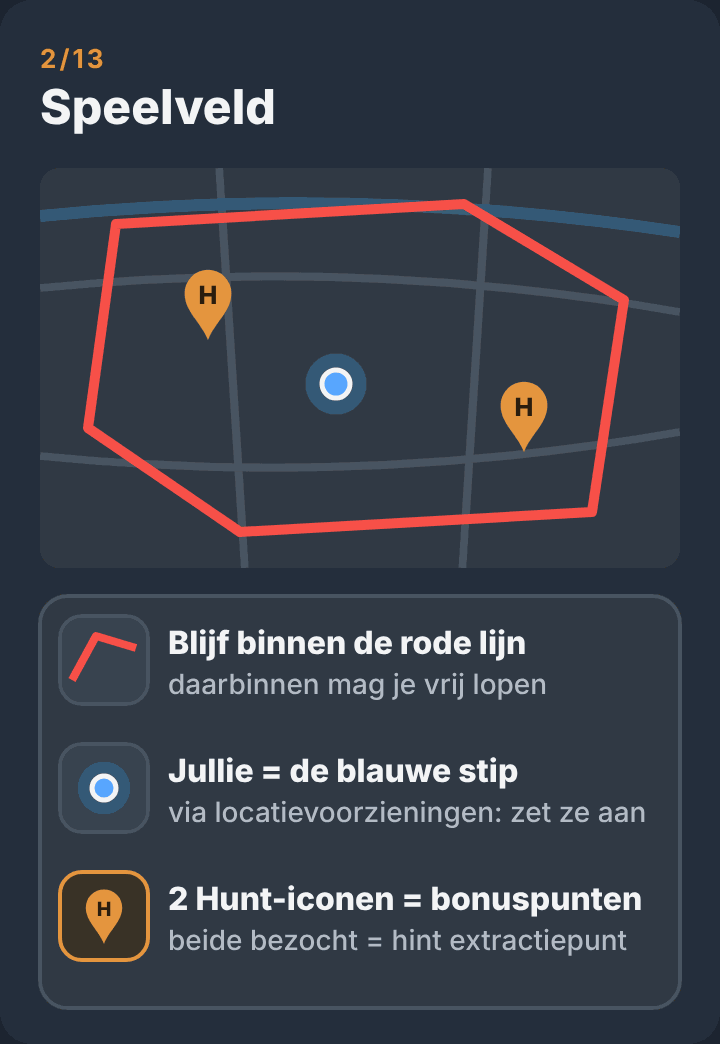 2/13
Speelveld
H
H
Blijf binnen de rode lijn
daarbinnen mag je vrij lopen
Jullie = de blauwe stip
via locatievoorzieningen: zet ze aan
H
2 Hunt-iconen = bonuspunten
beide bezocht = hint extractiepunt